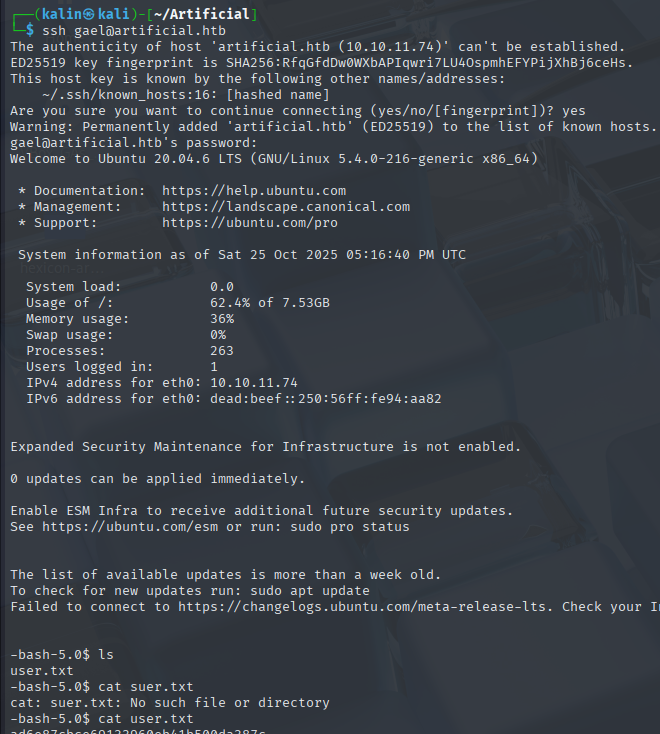 ┌──(kalin㉿kali)-[~/Artificial]
└─$ ssh gael@artificial.htb
The authenticity of host 'artificial.htb (10.10.11.74)' can't be established.
ED25519 key fingerprint is SHA256:RfqGfdDw0WXbAPIqwri7LU4OspmhEFYPijXhBj6ceHs.
This host key is known by the following other names/addresses:
    ~/.ssh/known_hosts:16: [hashed name]
Are you sure you want to continue connecting (yes/no/[fingerprint])? yes
Warning: Permanently added 'artificial.htb' (ED25519) to the list of known hosts.
gael@artificial.htb's password:
Welcome to Ubuntu 20.04.6 LTS (GNU/Linux 5.4.0-216-generic x86_64)

 * Documentation:  https://help.ubuntu.com
 * Management:     https://landscape.canonical.com
 * Support:        https://ubuntu.com/pro

 System information as of Sat 25 Oct 2025 05:16:40 PM UTC

  System load:           0.0
  Usage of /:            62.4% of 7.53GB
  Memory usage:          36%
  Swap usage:            0%
  Processes:             263
  Users logged in:       1
  IPv4 address for eth0: 10.10.11.74
  IPv6 address for eth0: dead:beef::250:56ff:fe94:aa82

Expanded Security Maintenance for Infrastructure is not enabled.

0 updates can be applied immediately.

Enable ESM Infra to receive additional future security updates.
See https://ubuntu.com/esm or run: sudo pro status

The list of available updates is more than a week old.
To check for new updates run: sudo apt update
Failed to connect to https://changelogs.ubuntu.com/meta-release-lts. Check your

-bash-5.0$ ls
user.txt
-bash-5.0$ cat suer.txt
cat: suer.txt: No such file or directory
-bash-5.0$ cat user.txt